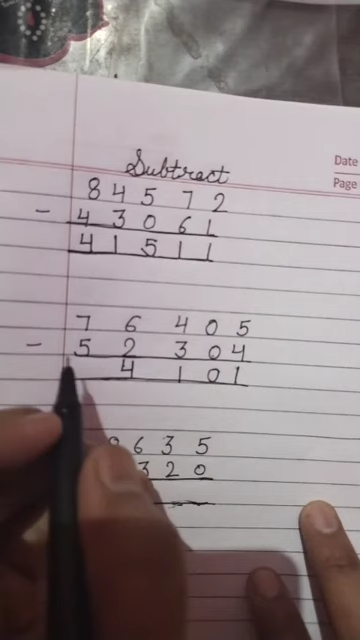 Date
Subtract
Page
8 4 5 7 2
- 4 3 0 6 1
4 1 5 1 1
7 6 4 0 5
- 5 2 3 0 4
4 1 0 1
6 3 5
3 2 0